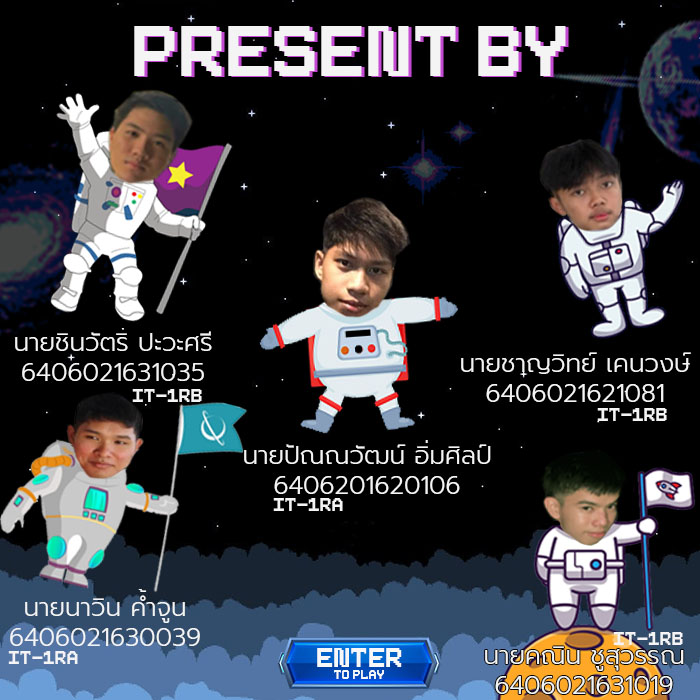 PRESENT BY
นายชินวัตริ ปะวะศรี
6406021631035
IT-1RB
นายชาญวิทย์ เคนวงษ์
6406021621081
IT-1RB
นายปัณณวัฒน์ อิ่มศิลป์
6406201620106
IT-1RA
นายนาวิน ค้ำจูน
6406021630039
IT-1RA
IT-1RB
นายคณิน ชูสุวรรณ
6406021631019
ENTER
TO PLAY